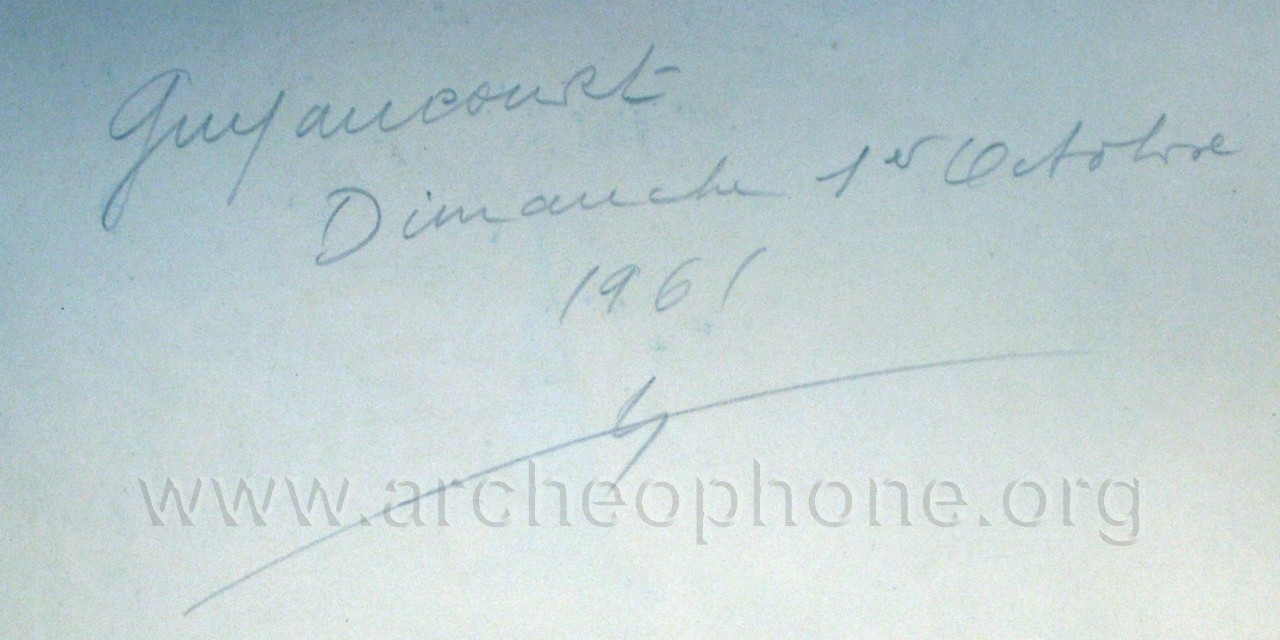 Guyancourt
Dimanche 1er Octobre
1961
www.archeophone.org